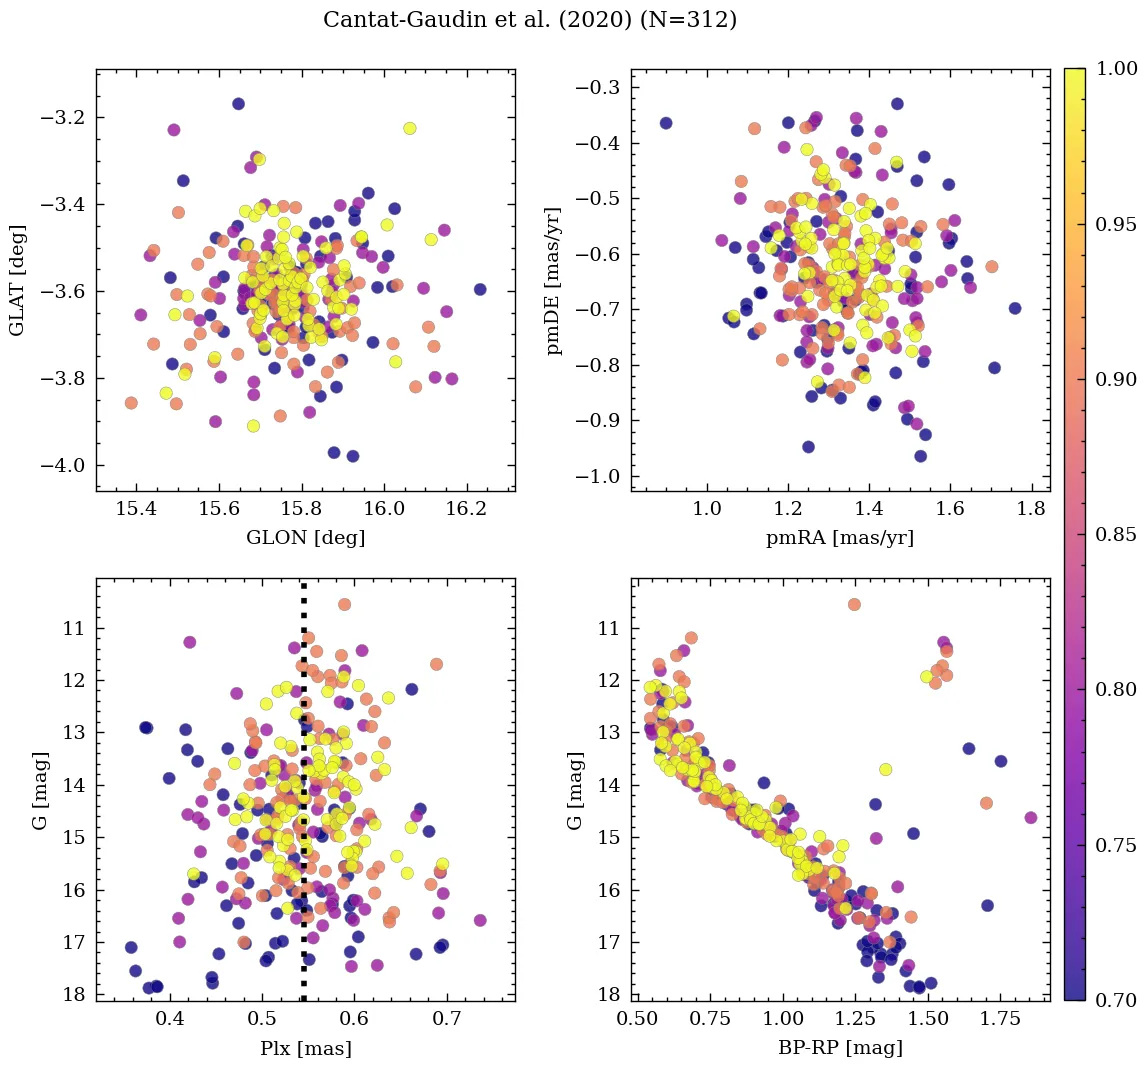 Cantat-Gaudin et al. (2020) (N=312)
−3.2
−3.4
−3.6
−3.8
−4.0
GLAT [deg]
15.4 15.6 15.8 16.0 16.2
GLON [deg]
−0.3
−0.4
−0.5
−0.6
−0.7
−0.8
−0.9
−1.0
pmDE [mas/yr]
1.0 1.2 1.4 1.6 1.8
pmRA [mas/yr]
1.00
0.95
0.90
0.85
0.80
0.75
0.70
11
12
13
14
15
16
17
18
G [mag]
0.4 0.5 0.6 0.7
Plx [mas]
11
12
13
14
15
16
17
18
G [mag]
0.50 0.75 1.00 1.25 1.50 1.75
BP-RP [mag]